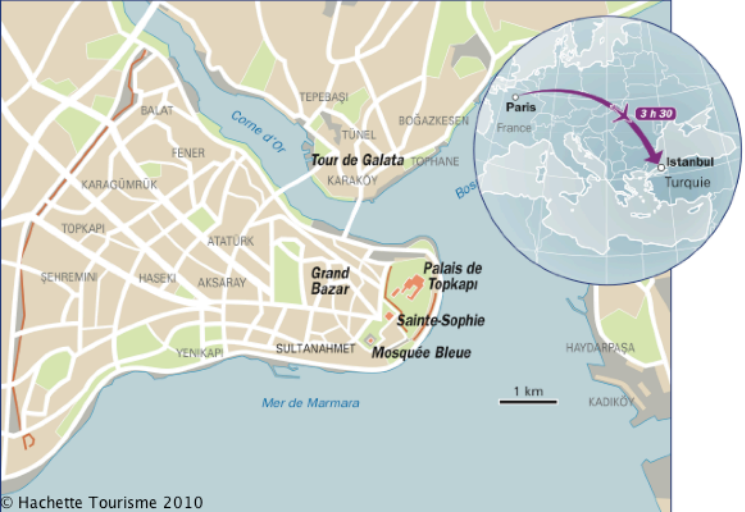 TEPEBAŞI
BALAT
Corne d'Or
BOĞAZKESEN
TÜNEL
FENER
Tour de Galata
TOPHANE
KARAKÖY
KARAGÜMRÜK
Bos
TOPKAPI
ATATÜRK
ŞEHREMINI
HASEKI
AKSARAY
Grand
Bazar
Palais de
Topkapı
Sainte-Sophie
YENIKAPI
SULTANAHMET
Mosquée Bleue
HAYDARPAŞA
1 km
KADIKÖY
Mer de Marmara
Paris
France
3 h 30
Istanbul
Turquie
© Hachette Tourisme 2010